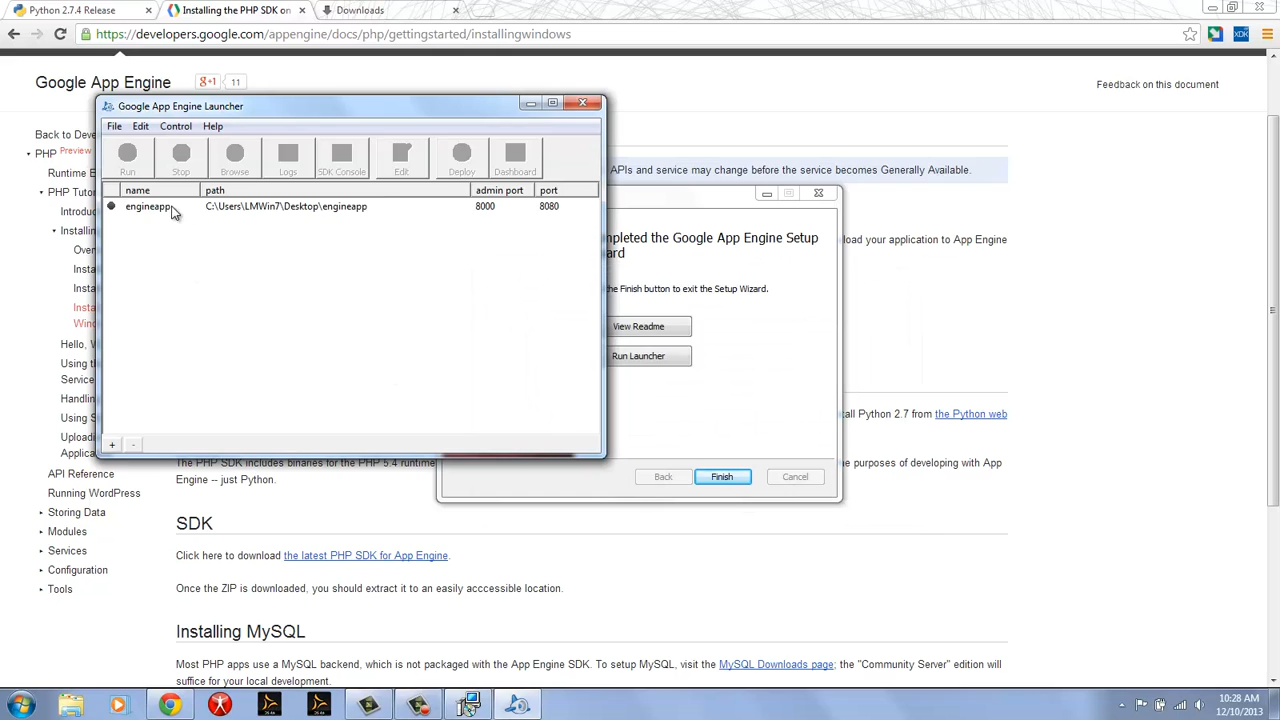 Python 2.7.4 Release
Installing the PHP SDK on
Downloads
https://developers.google.com/appengine/docs/php/gettingstarted/installingwindows
Google App Engine
+1
11
Feedback on this document
Google App Engine Launcher
File Edit Control Help
Run Stop Browse Logs SDK Console Edit Deploy Dashboard
name path admin port port
engineapp C:\Users\LMWin7\Desktop\engineapp 8000 8080
+ -
Back to Deve
PHP Preview
Runtime E
PHP Tutor
Introduc
Installin
Over
Insta
Insta
Insta
Wind
Hello, W
Using th
Service
Handlin
Using S
Uploadi
Applica
API Reference
Running WordPress
Storing Data
Modules
Services
Configuration
Tools
APIs and service may change before the service becomes Generally Available.
load your application to App Engine
mpleted the Google App Engine Setup
ard
the Finish button to exit the Setup Wizard.
View Readme
Run Launcher
Back Finish Cancel
tall Python 2.7 from the Python web
The PHP SDK includes binaries for the PHP 5.4 runtime
he purposes of developing with App
Engine -- just Python.
SDK
Click here to download the latest PHP SDK for App Engine.
Once the ZIP is downloaded, you should extract it to an easily acccessible location.
Installing MySQL
Most PHP apps use a MySQL backend, which is not packaged with the App Engine SDK. To setup MySQL, visit the MySQL Downloads page; the "Community Server" edition will
suffice for your local development.
10:28 AM
12/10/2013